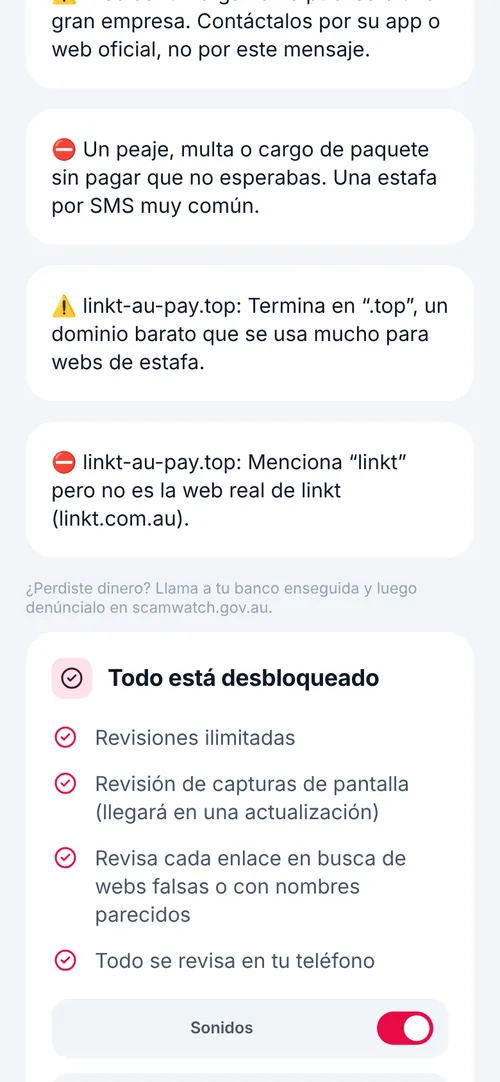 gran empresa. Contáctalos por su app o
web oficial, no por este mensaje.
⛔ Un peaje, multa o cargo de paquete
sin pagar que no esperabas. Una estafa
por SMS muy común.
⚠️ linkt-au-pay.top: Termina en “.top”, un
dominio barato que se usa mucho para
webs de estafa.
⛔ linkt-au-pay.top: Menciona “linkt”
pero no es la web real de linkt
(linkt.com.au).
¿Perdiste dinero? Llama a tu banco enseguida y luego
denúncialo en scamwatch.gov.au.
Todo está desbloqueado
Revisiones ilimitadas
Revisión de capturas de pantalla
(llegará en una actualización)
Revisa cada enlace en busca de
webs falsas o con nombres
parecidos
Todo se revisa en tu teléfono
Sonidos